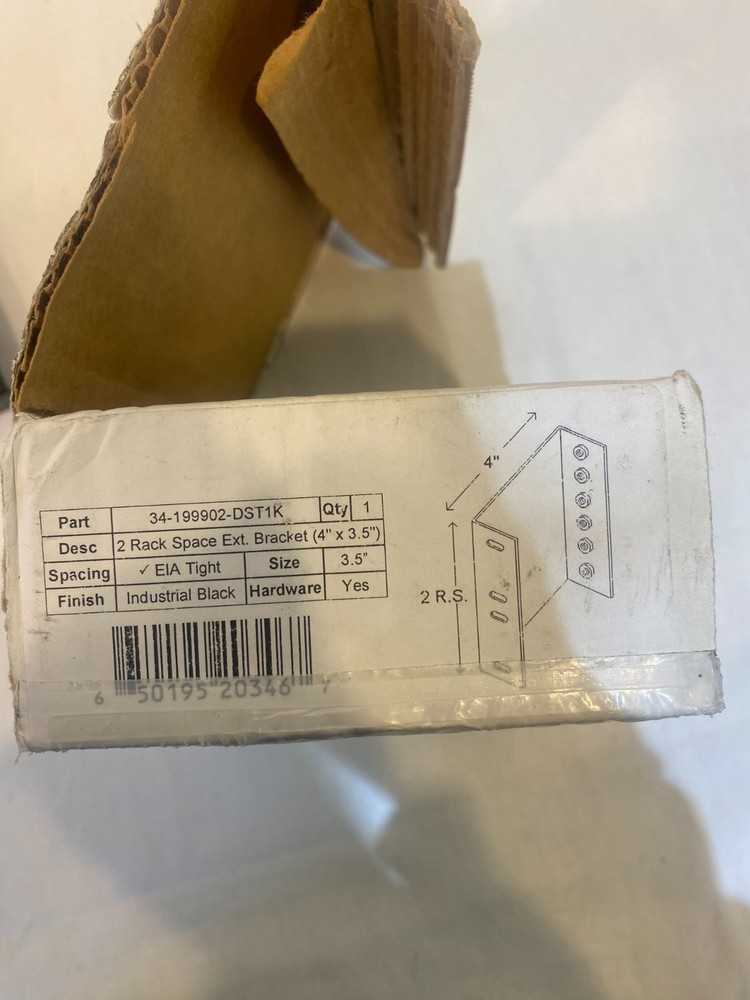 Part 34-199902-DST1K Qty 1
Desc 2 Rack Space Ext. Bracket (4" x 3.5")
Spacing ✓ EIA Tight Size 3.5"
Finish Industrial Black Hardware Yes
6 50195 20346 7
4"
2 R.S.